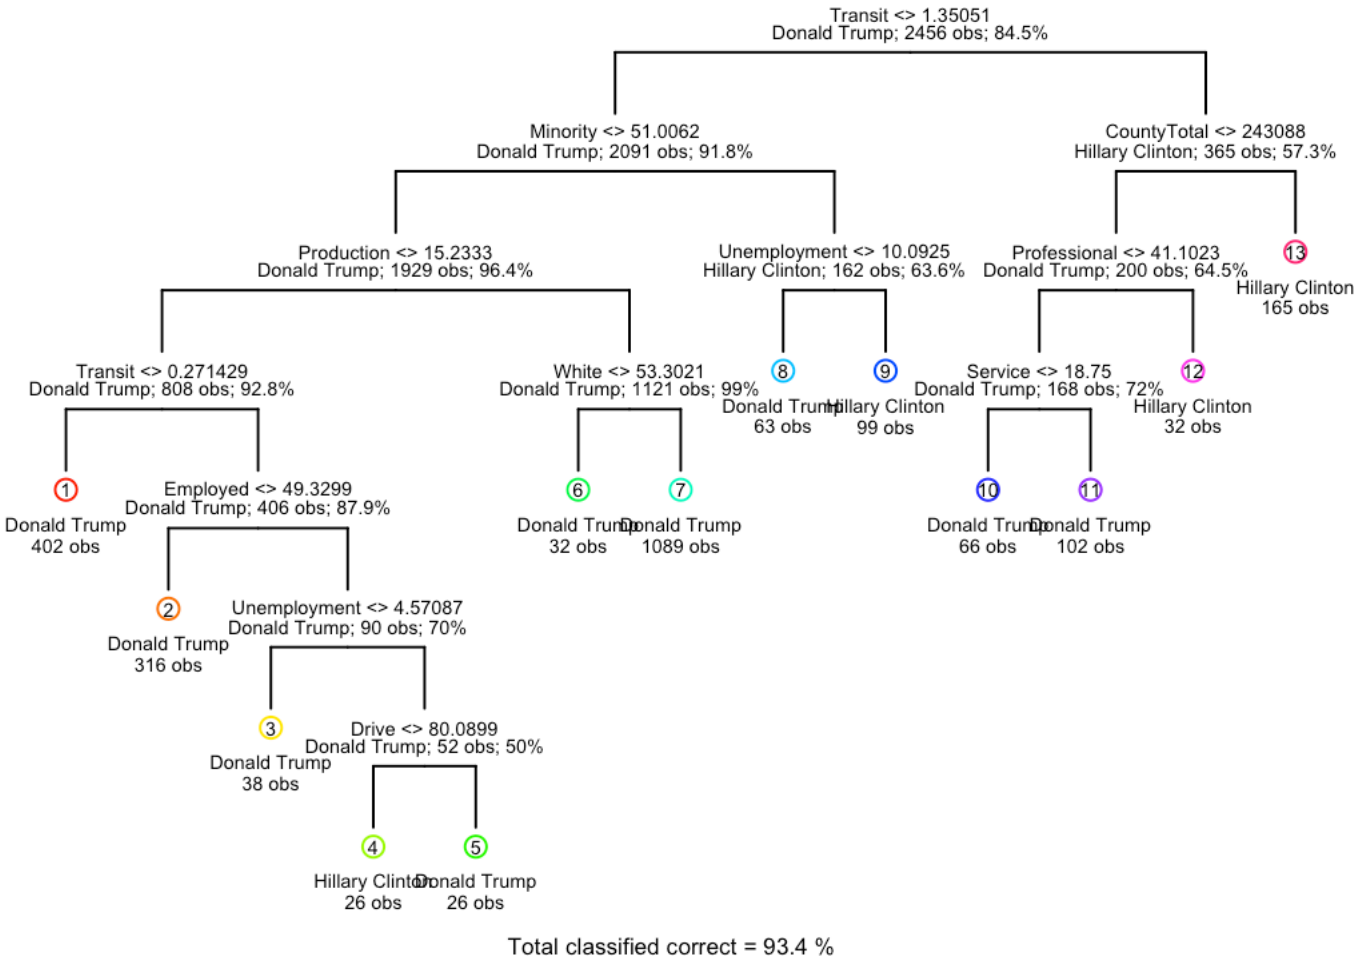 Transit <> 1.35051
Donald Trump; 2456 obs; 84.5%
Minority <> 51.0062
Donald Trump; 2091 obs; 91.8%
CountyTotal <> 243088
Hillary Clinton; 365 obs; 57.3%
Production <> 15.2333
Donald Trump; 1929 obs; 96.4%
Unemployment <> 10.0925
Hillary Clinton; 162 obs; 63.6%
Professional <> 41.1023
Donald Trump; 200 obs; 64.5%
13
Hillary Clinton
165 obs
Transit <> 0.271429
Donald Trump; 808 obs; 92.8%
White <> 53.3021
Donald Trump; 1121 obs; 99%
8
Donald Trump
63 obs
9
Hillary Clinton
99 obs
Service <> 18.75
Donald Trump; 168 obs; 72%
12
Hillary Clinton
32 obs
1
Donald Trump
402 obs
Employed <> 49.3299
Donald Trump; 406 obs; 87.9%
6
Donald Trump
32 obs
7
Donald Trump
1089 obs
10
Donald Trump
66 obs
11
Donald Trump
102 obs
2
Donald Trump
316 obs
Unemployment <> 4.57087
Donald Trump; 90 obs; 70%
3
Donald Trump
38 obs
Drive <> 80.0899
Donald Trump; 52 obs; 50%
4
Hillary Clinton
26 obs
5
Donald Trump
26 obs
Total classified correct = 93.4 %